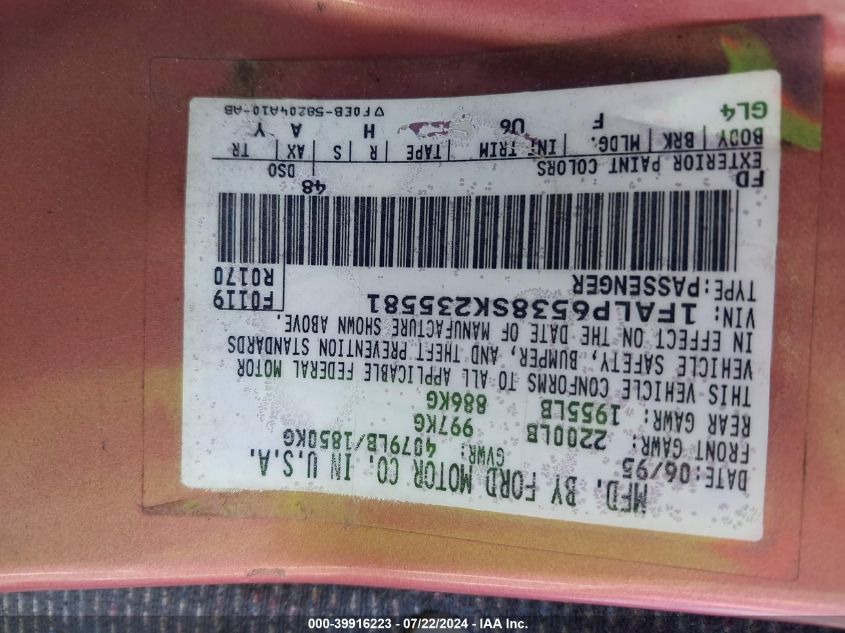 MFD. BY FORD MOTOR CO. IN U.S.A.
DATE: 06/95 GVWR: 4079LB/1850KG
FRONT GAWR: 2200LB 997KG
REAR GAWR: 1955LB 886KG
THIS VEHICLE CONFORMS TO ALL APPLICABLE FEDERAL MOTOR
VEHICLE SAFETY, BUMPER, AND THEFT PREVENTION STANDARDS
IN EFFECT ON THE DATE OF MANUFACTURE SHOWN ABOVE.
VIN: 1FALP6538SK235581 F0119
TYPE: PASSENGER R0170
FD 48
EXTERIOR PAINT COLORS DSO
BODY BRK MLDG. INT TRIM TAPE R S AX TR
GL4 F U6 H A Y
▽F0EB-58204A10-AB
000-39916223 - 07/22/2024 - IAA Inc.